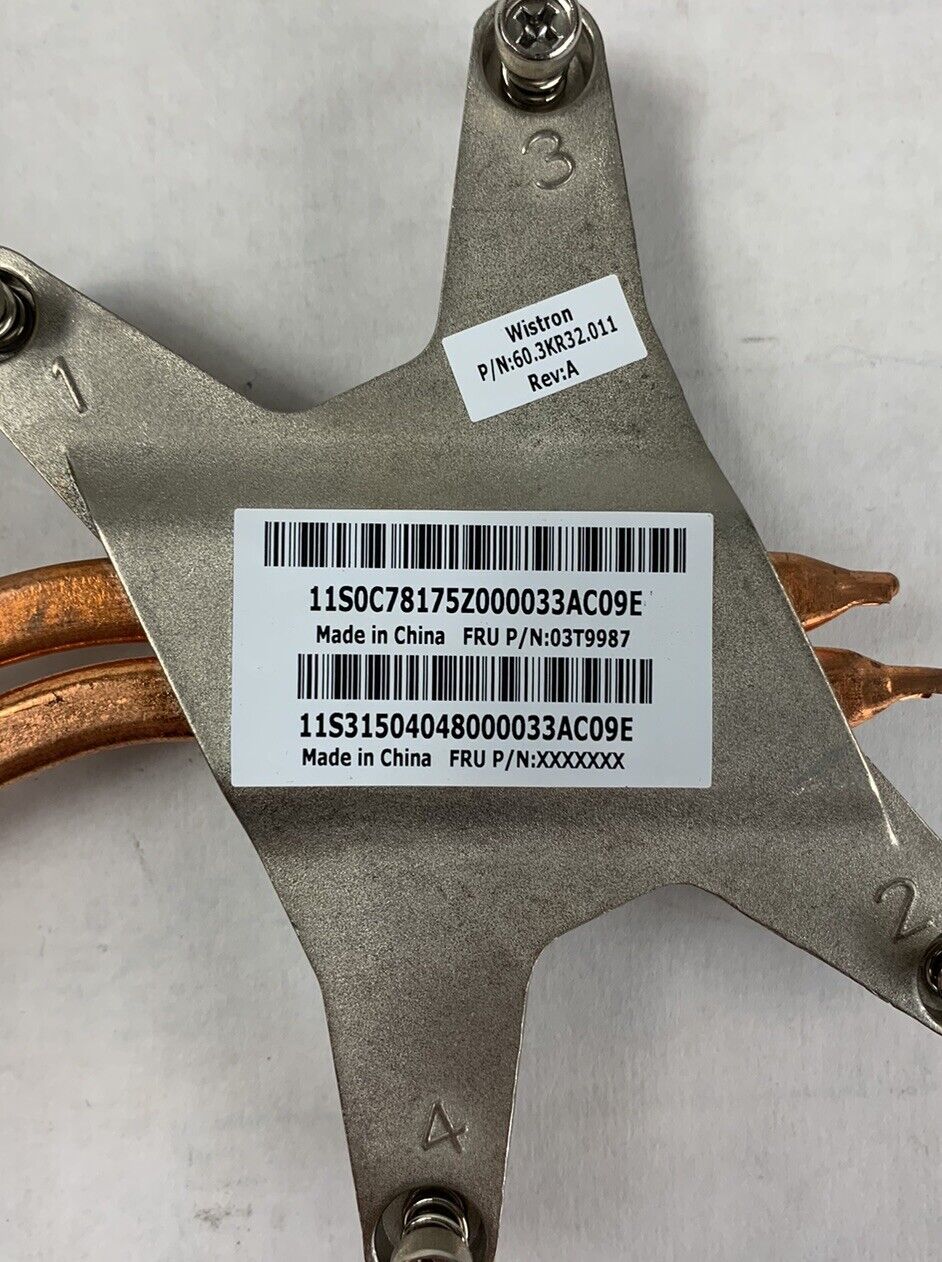 3
1
Wistron
P/N:60.3KR32.011
Rev:A
11S0C78175Z000033AC09E
Made in China FRU P/N:03T9987
11S31504048000033AC09E
Made in China FRU P/N:XXXXXXX
2
4